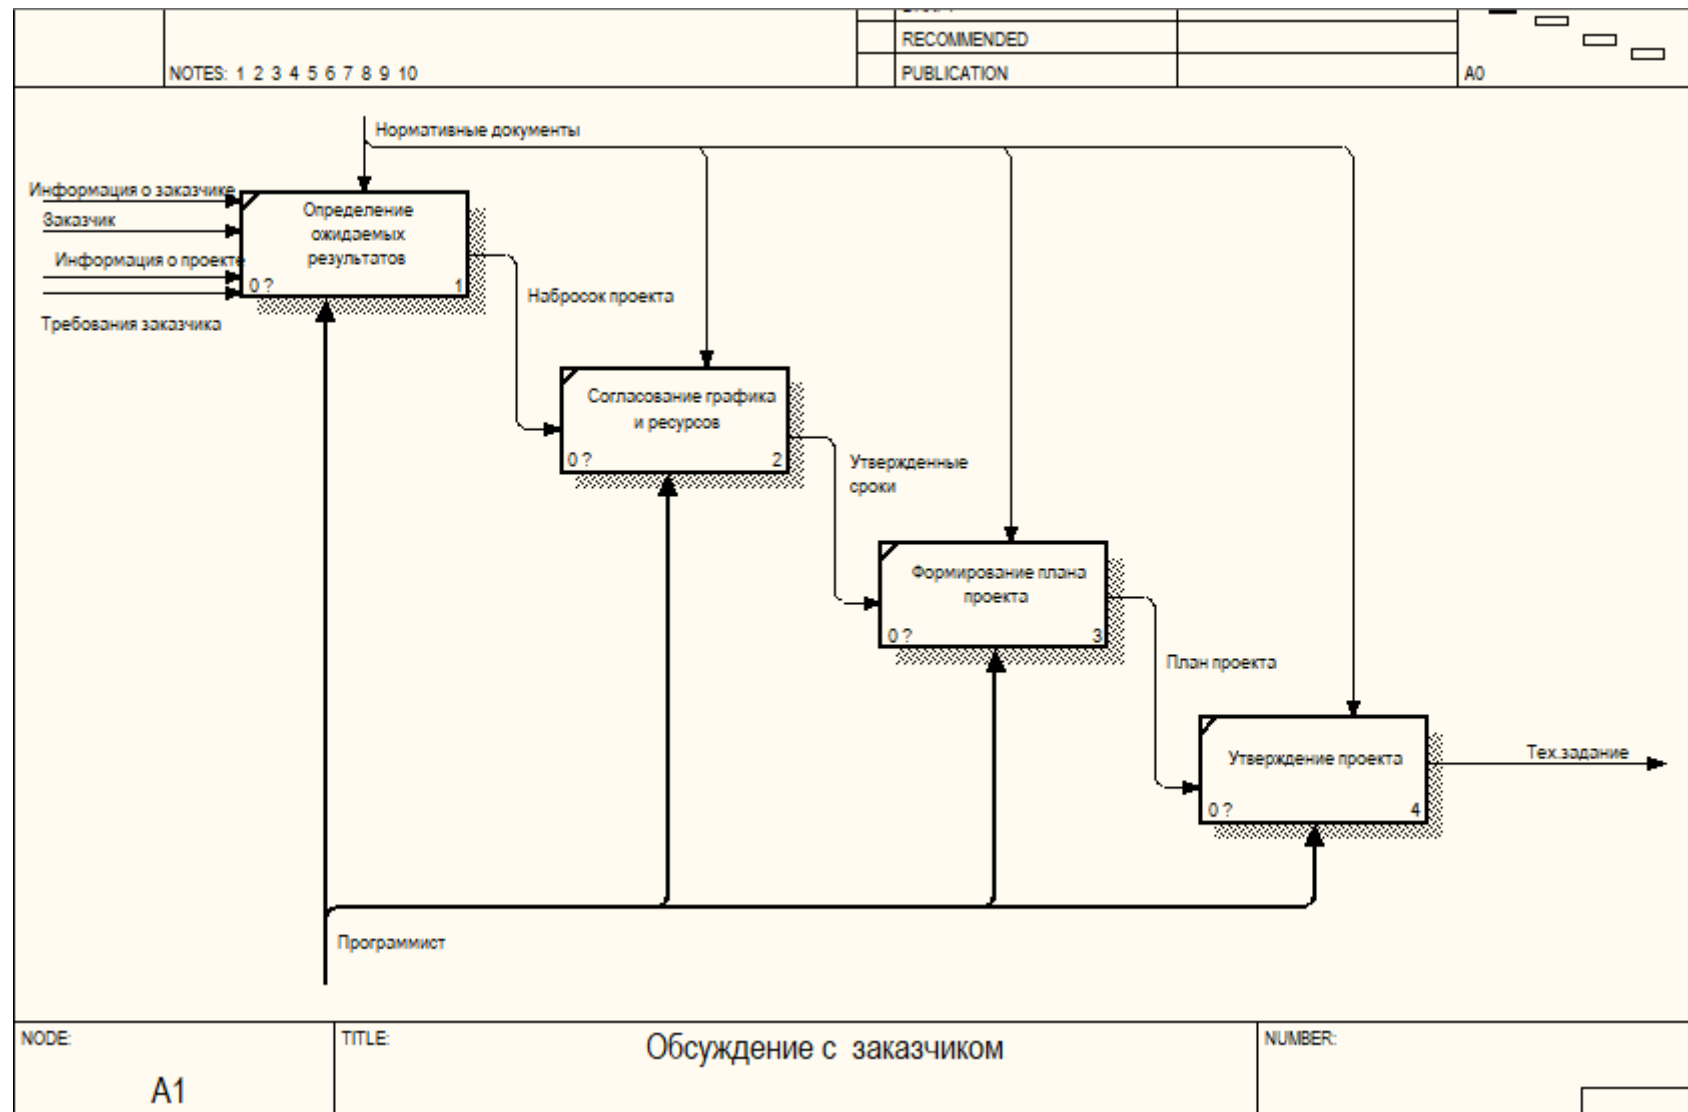 RECOMMENDED
NOTES: 1 2 3 4 5 6 7 8 9 10
PUBLICATION
A0
Нормативные документы
Информация о заказчике
Заказчик
Информация о проекте
Требования заказчика
Определение
ожидаемых
результатов
0 ?
1
Набросок проекта
Согласование графика
и ресурсов
0 ?
2
Утвержденные
сроки
Формирование плана
проекта
0 ?
3
План проекта
Утверждение проекта
0 ?
4
Тех.задание
Программист
NODE:
A1
TITLE:
Обсуждение с заказчиком
NUMBER: